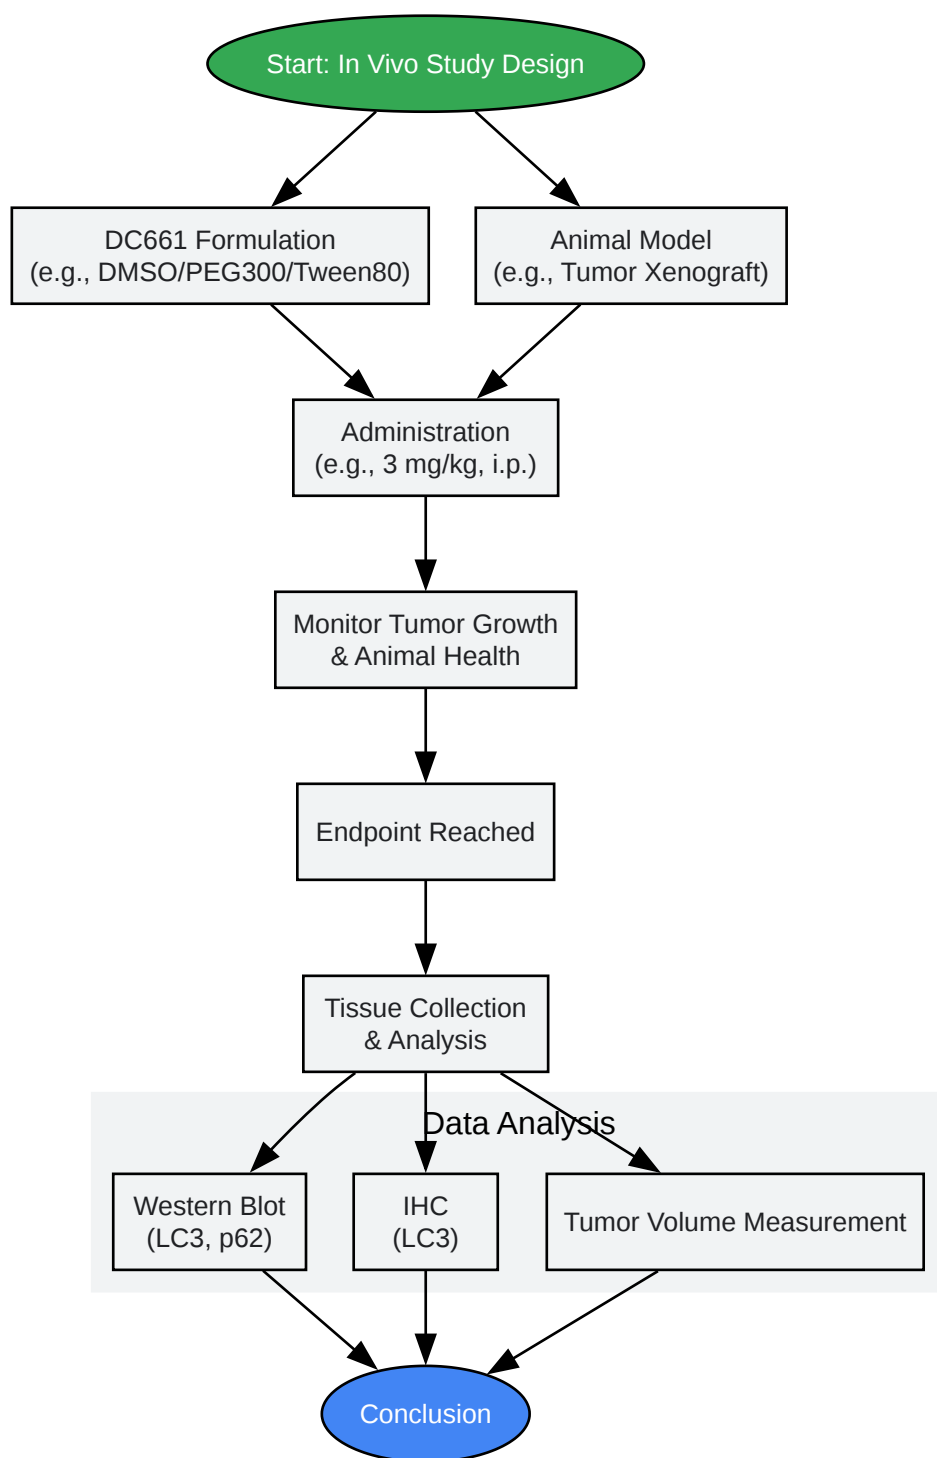 Start: In Vivo Study Design
DC661 Formulation
(e.g., DMSO/PEG300/Tween80)
Animal Model
(e.g., Tumor Xenograft)
Administration
(e.g., 3 mg/kg, i.p.)
Monitor Tumor Growth
& Animal Health
Endpoint Reached
Tissue Collection
& Analysis
Data Analysis
Western Blot
(LC3, p62)
IHC
(LC3)
Tumor Volume Measurement
Conclusion